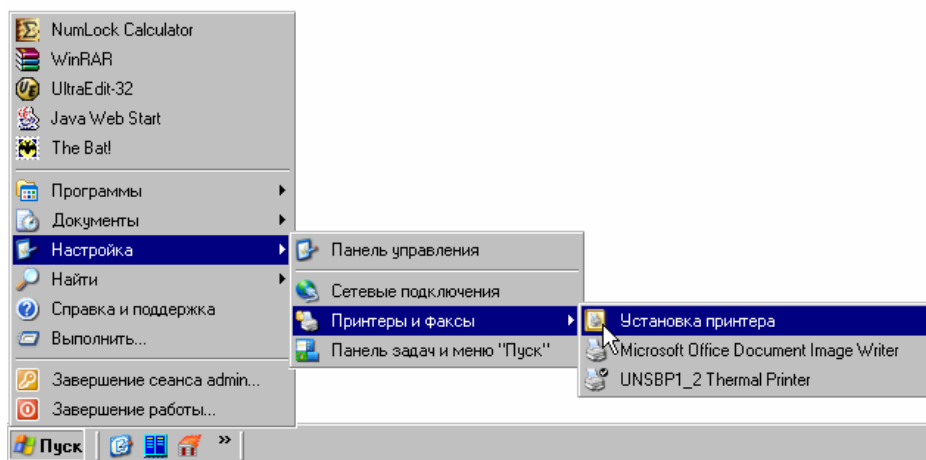 NumLock Calculator
WinRAR
UltraEdit-32
Java Web Start
The Bat!
Программы
Документы
Настройка
Найти
Справка и поддержка
Выполнить...
Завершение сеанса admin...
Завершение работы...
Панель управления
Сетевые подключения
Принтеры и факсы
Панель задач и меню "Пуск"
Установка принтера
Microsoft Office Document Image Writer
UNSBP1_2 Thermal Printer
Пуск
»